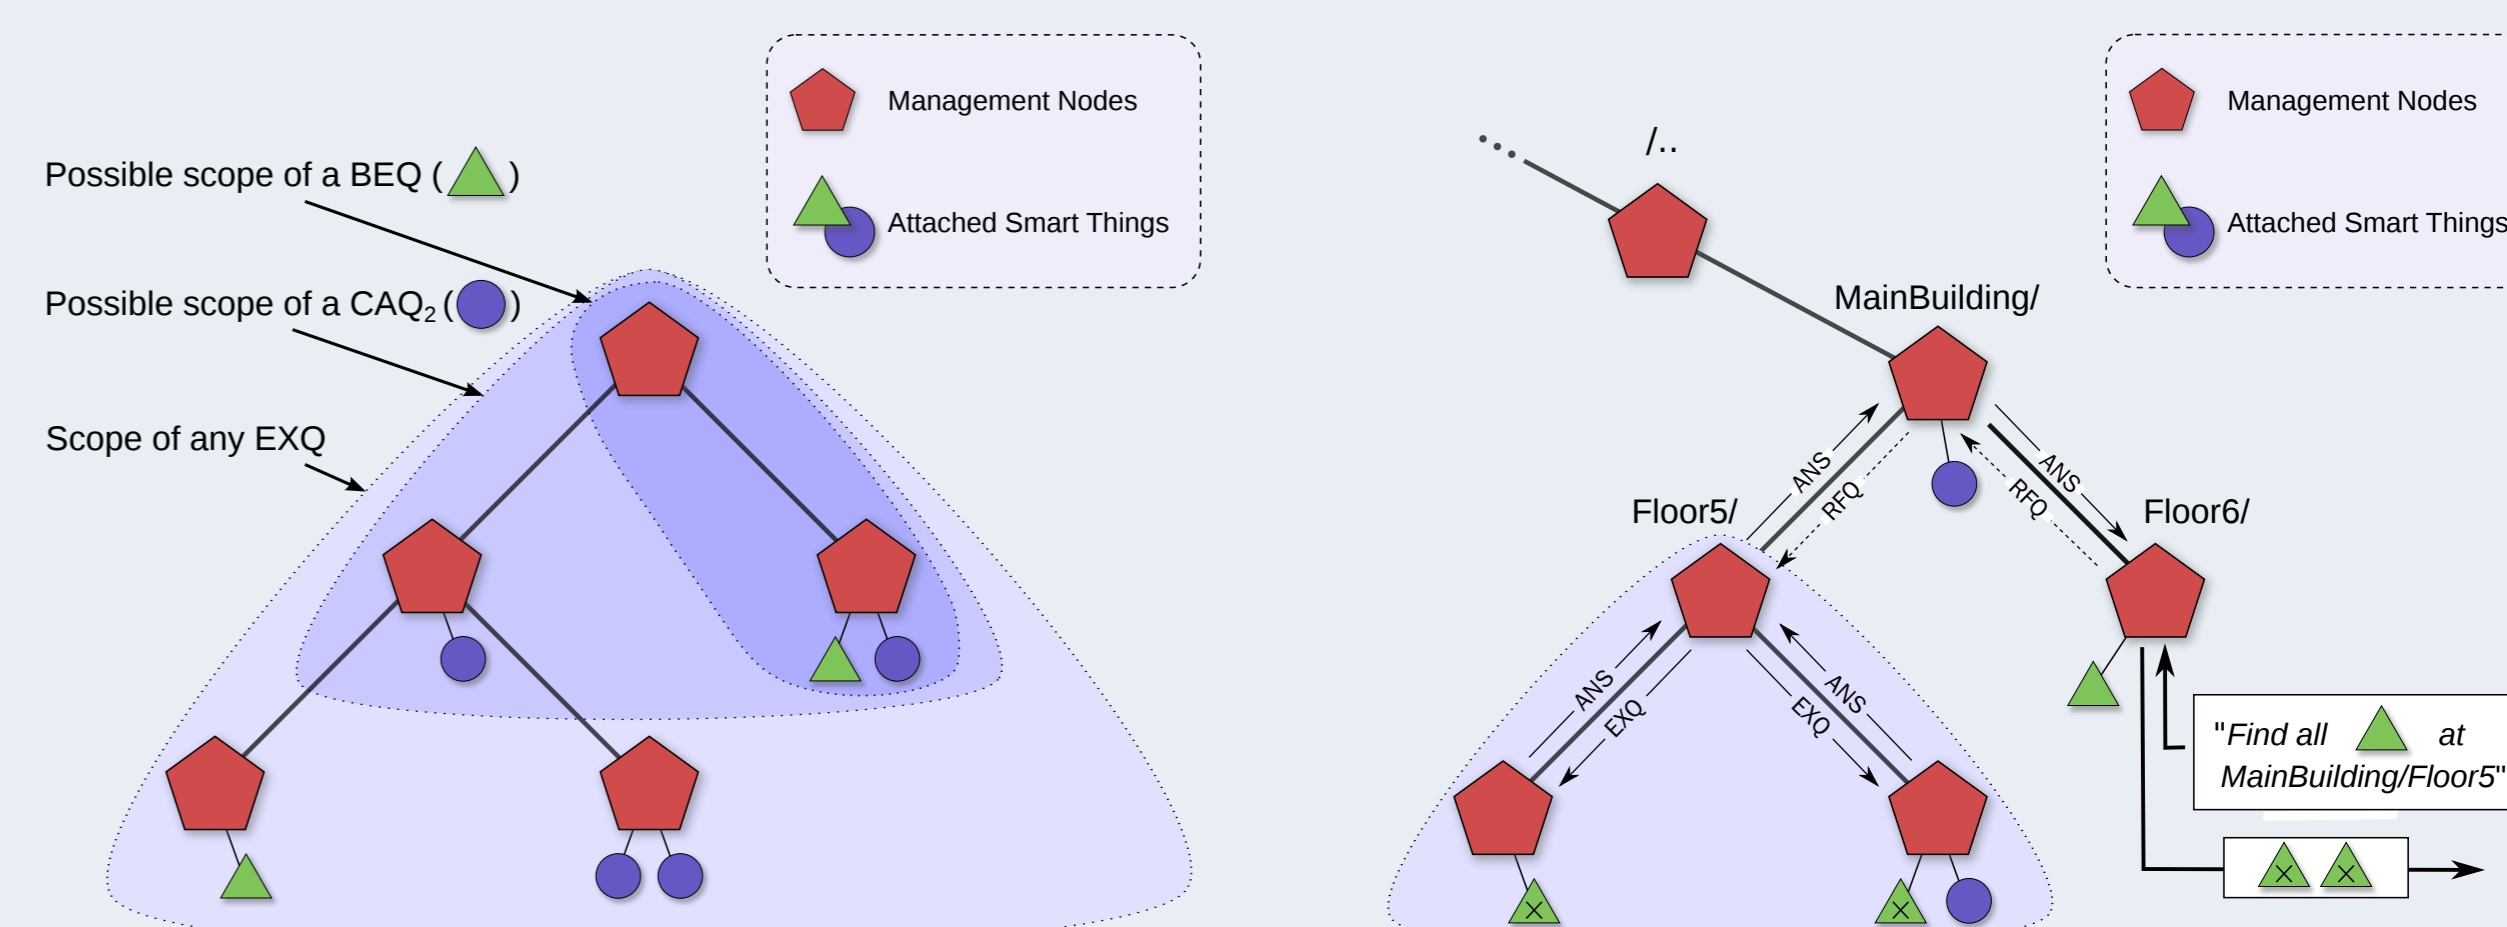 Management Nodes
Attached Smart Things
Possible scope of a BEQ ( )
Possible scope of a CAQ2 ( )
Scope of any EXQ
Management Nodes
Attached Smart Things
/..
MainBuilding/
ANS
RFQ
ANS
RFQ
Floor5/
Floor6/
ANS
EXQ
ANS
EXQ
"Find all at
MainBuilding/Floor5"